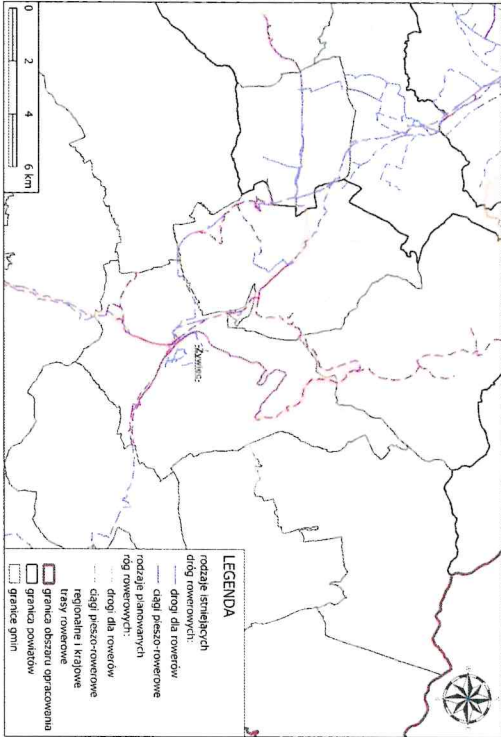 0 2 4 6 km
Żywiec
LEGENDA
rodzaje istniejących
dróg rowerowych:
drogi dla rowerów
ciągi pieszo-rowerowe
rodzaje planowanych
róg rowerowych:
drogi dla rowerów
ciągi pieszo-rowerowe
regionalne i krajowe
trasy rowerowe
granica obszaru opracowania
granica powiatów
granice gmin